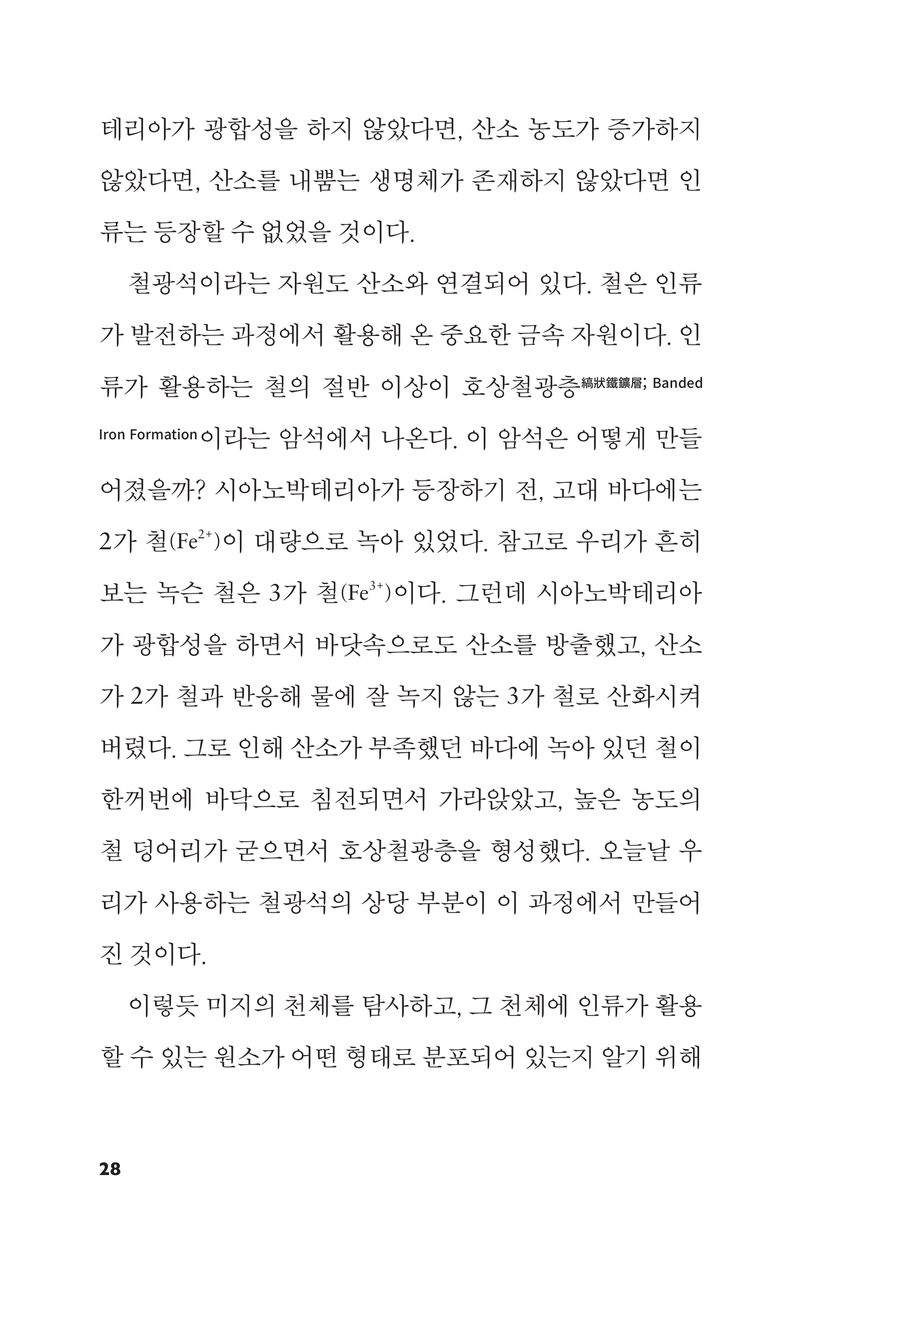 테리아가 광합성을 하지 않았다면, 산소 농도가 증가하지
않았다면, 산소를 내뿜는 생명체가 존재하지 않았다면 인
류는 등장할 수 없었을 것이다.
철광석이라는 자원도 산소와 연결되어 있다. 철은 인류
가 발전하는 과정에서 활용해 온 중요한 금속 자원이다. 인
류가 활용하는 철의 절반 이상이 호상철광층縞狀鐵鑛層; Banded
Iron Formation이라는 암석에서 나온다. 이 암석은 어떻게 만들
어졌을까? 시아노박테리아가 등장하기 전, 고대 바다에는
2가 철(Fe²⁺)이 대량으로 녹아 있었다. 참고로 우리가 흔히
보는 녹슨 철은 3가 철(Fe³⁺)이다. 그런데 시아노박테리아
가 광합성을 하면서 바닷속으로도 산소를 방출했고, 산소
가 2가 철과 반응해 물에 잘 녹지 않는 3가 철로 산화시켜
버렸다. 그로 인해 산소가 부족했던 바다에 녹아 있던 철이
한꺼번에 바닥으로 침전되면서 가라앉았고, 높은 농도의
철 덩어리가 굳으면서 호상철광층을 형성했다. 오늘날 우
리가 사용하는 철광석의 상당 부분이 이 과정에서 만들어
진 것이다.
이렇듯 미지의 천체를 탐사하고, 그 천체에 인류가 활용
할 수 있는 원소가 어떤 형태로 분포되어 있는지 알기 위해
28